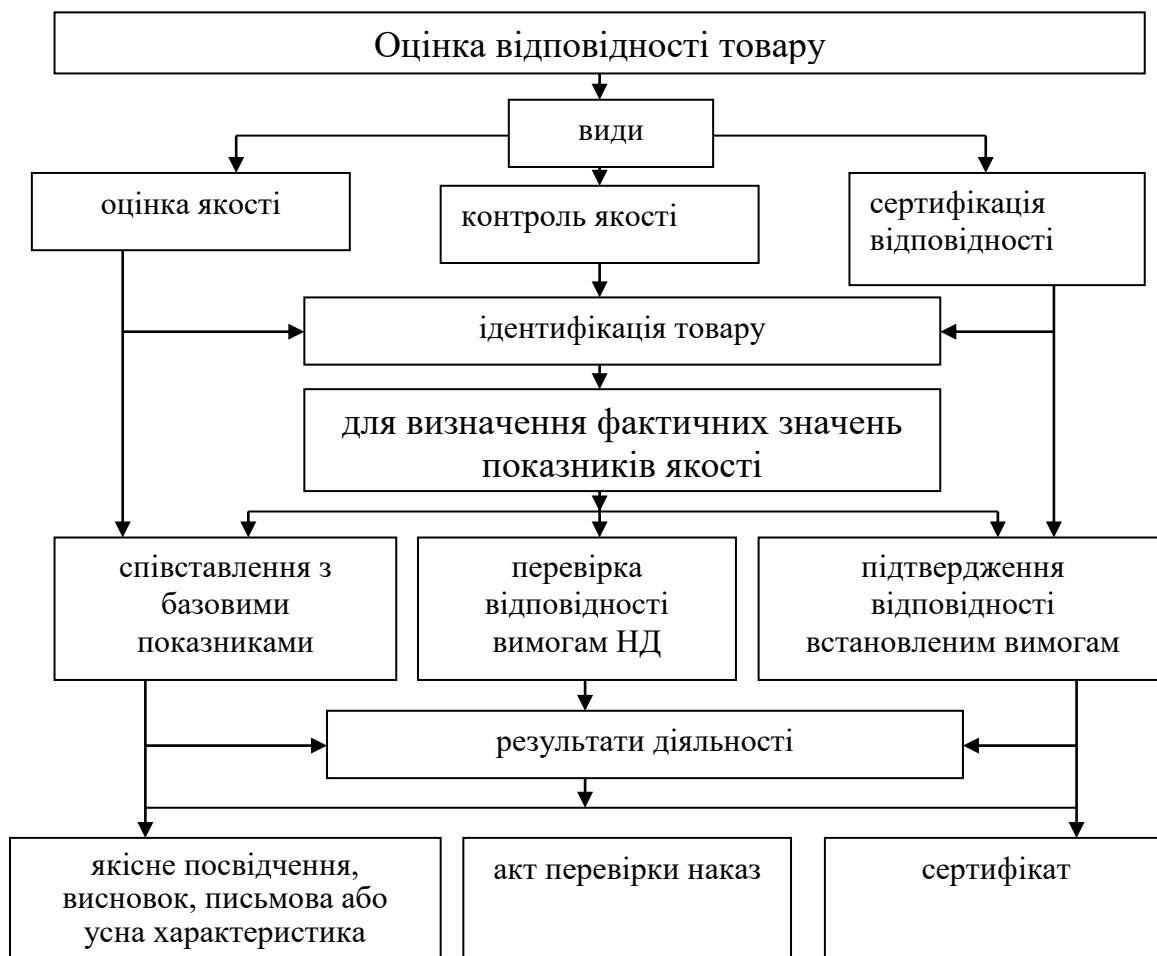 Оцінка відповідності товару
види
оцінка якості
контроль якості
сертифікація
відповідності
ідентифікація товару
для визначення фактичних значень
показників якості
співставлення з
базовими
показниками
перевірка
відповідності
вимогам НД
підтвердження
відповідності
встановленим вимогам
результати діяльності
якісне посвідчення,
висновок, письмова або
усна характеристика
акт перевірки наказ
сертифікат